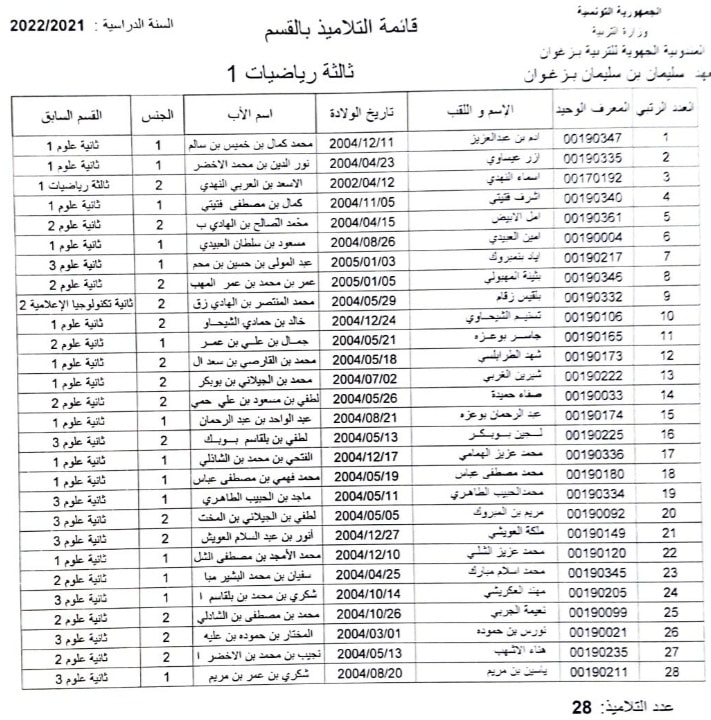 الجمهورية التونسية
وزارة التربية
المندوبية الجهوية للتربية بزغوان
معهد سليمان بن سليمان بزغوان
قائمة التلاميذ بالقسم
السنة الدراسية : 2022/2021
ثالثة رياضيات 1
العدد الرتبي المعرف الوحيد الإسم و اللقب تاريخ الولادة اسم الأب الجنس القسم السابق
1 00190347 ادم بن عبدالعزيز 2004/12/11 محمد كمال بن خميس بن سالم 1 ثانية علوم 1
2 00190335 ازر عيساوي 2004/04/23 نور الدين بن محمد الاخضر 1 ثانية علوم 1
3 00170192 اسماء النهدي 2002/04/12 الاسعد بن العربي النهدي 2 ثالثة رياضيات 1
4 00190340 اشرف فتيتي 2004/11/05 كمال بن مصطفى فتيتي 1 ثانية علوم 1
5 00190361 امل الابيض 2004/04/15 محمد الصالح بن الهادي ب 2 ثانية علوم 2
6 00190004 امين العبيدي 2004/08/26 مسعود بن سلطان العبيدي 1 ثانية علوم 1
7 00190217 اياد بنمبروك 2005/01/03 عبد المولى بن حسين بن محم 1 ثانية علوم 3
8 00190346 بثينة المهبولي 2005/01/05 عمر بن محمد بن عمر المهب 2 ثانية علوم 2
9 00190332 بلقيس زقام 2004/05/29 محمد المنتصر بن الهادي زق 2 ثانية تكنولوجيا الإعلامية 2
10 00190106 تسنيم الشيحاوي 2004/12/24 خالد بن حمادي الشيحاو 2 ثانية علوم 1
11 00190165 جاسر بوعزه 2004/05/21 جمال بن علي بن عمر 1 ثانية علوم 2
12 00190173 شهد الطرابلسي 2004/05/18 محمد بن القارصي بن سعد ال 2 ثانية علوم 1
13 00190222 شيرين الغربي 2004/07/02 محمد بن الجيلاني بن بوبكر 2 ثانية علوم 1
14 00190033 صفاء حميدة 2004/05/26 لطفي بن مسعود بن علي حمي 2 ثانية علوم 2
15 00190174 عبد الرحمان بوعزه 2004/08/21 عبد الواحد بن عبد الرحمان 1 ثانية علوم 1
16 00190225 لجين بوبكر 2004/05/13 لطفي بن بلقاسم بوبك 2 ثانية علوم 3
17 00190336 محمد عزيز الهمامي 2004/12/17 الفتحي بن محمد بن الشاذلي 1 ثانية علوم 1
18 00190180 محمد مصطفى عباس 2004/05/19 محمد فهمي بن مصطفى عباس 1 ثانية علوم 1
19 00190334 محمدالحبيب الطاهري 2004/05/11 ماجد بن الحبيب الطاهري 1 ثانية علوم 3
20 00190092 مريم بن المبروك 2004/05/05 لطفي بن الجيلاني بن المخت 2 ثانية علوم 3
21 00190149 ملكة العويشي 2004/12/27 أنور بن عبد السلام العويش 2 ثانية علوم 3
22 00190120 محمد عزيز الشلي 2004/12/10 محمد الأمجد بن مصطفى الشل 1 ثانية علوم 1
23 00190345 محمد اسلام مبارك 2004/04/25 سفيان بن محمد البشير مبا 1 ثانية علوم 2
24 00190205 مهند العكريشي 2004/10/14 شكري بن محمد بن بلقاسم ا 1 ثانية علوم 3
25 00190099 نعيمة الجربي 2004/10/26 محمد بن مصطفى بن الشاذلي 2 ثانية علوم 2
26 00190021 نورس بن حموده 2004/03/01 المختار بن حموده بن عليه 2 ثانية علوم 3
27 00190235 هناء الاشهب 2004/05/13 نجيب بن محمد بن الاخضر ا 2 ثانية علوم 2
28 00190211 ياسين بن مريم 2004/08/20 شكري بن عمر بن مريم 1 ثانية علوم 3
عدد التلاميذ: 28